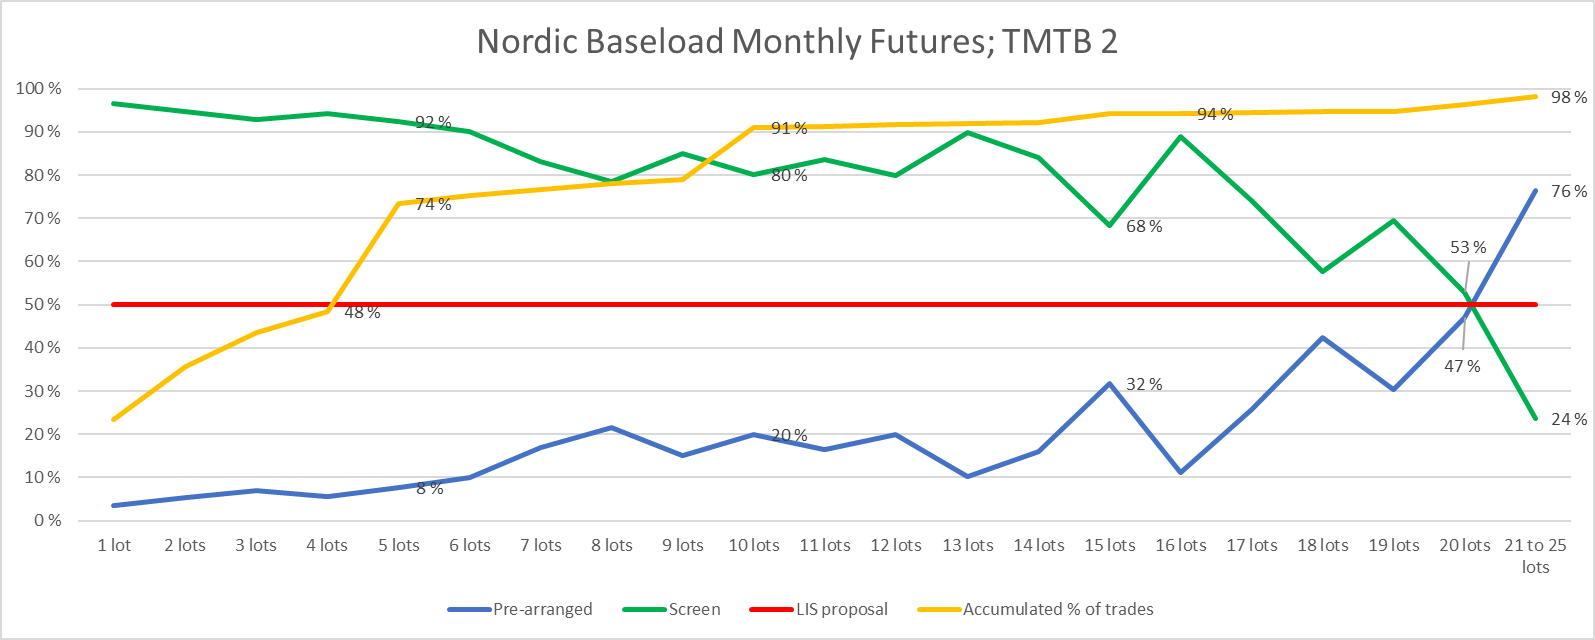 Nordic Baseload Monthly Futures; TMTB 2
100 %
90 %
80 %
70 %
60 %
50 %
40 %
30 %
20 %
10 %
0 %
92 %
91 %
94 %
98 %
80 %
76 %
74 %
68 %
53 %
48 %
32 %
47 %
20 %
24 %
8 %
1 lot
2 lots
3 lots
4 lots
5 lots
6 lots
7 lots
8 lots
9 lots
10 lots
11 lots
12 lots
13 lots
14 lots
15 lots
16 lots
17 lots
18 lots
19 lots
20 lots
21 to 25
lots
Pre-arranged
Screen
LIS proposal
Accumulated % of trades